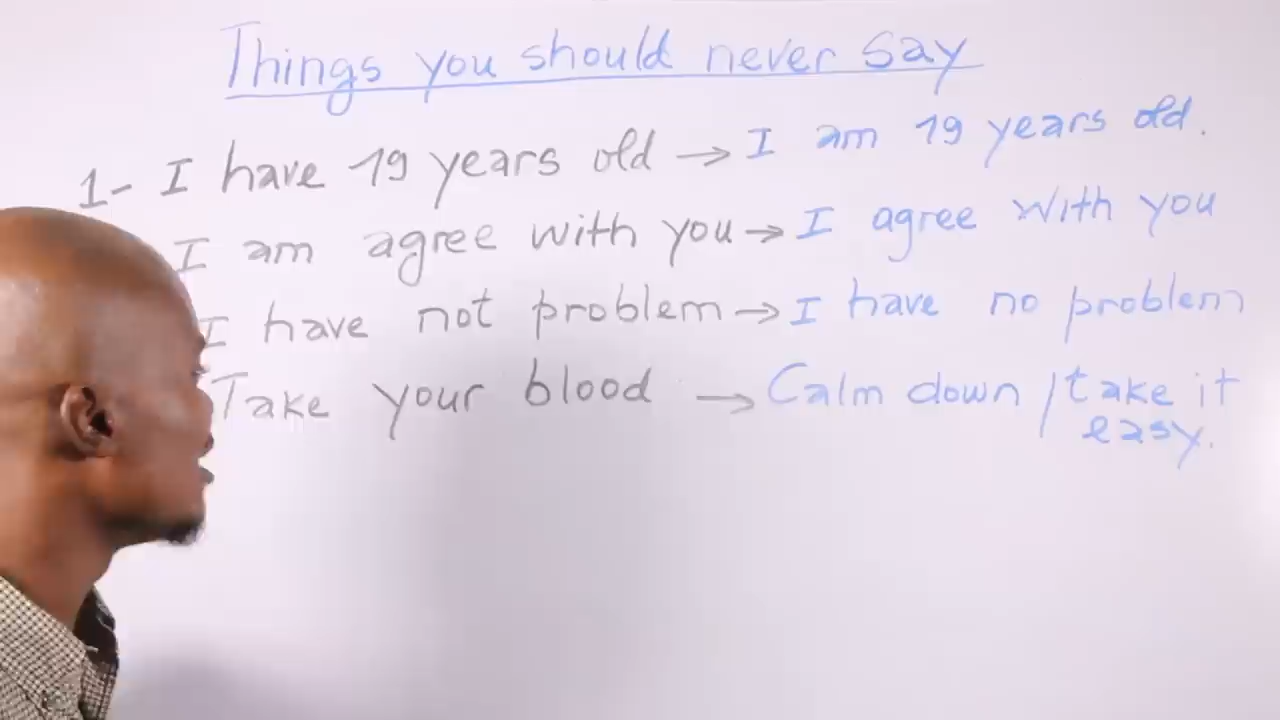 Things you should never say
1- I have 19 years old → I am 19 years old.
I am agree with you → I agree with you
I have not problem → I have no problem
Take your blood → Calm down / take it
easy.